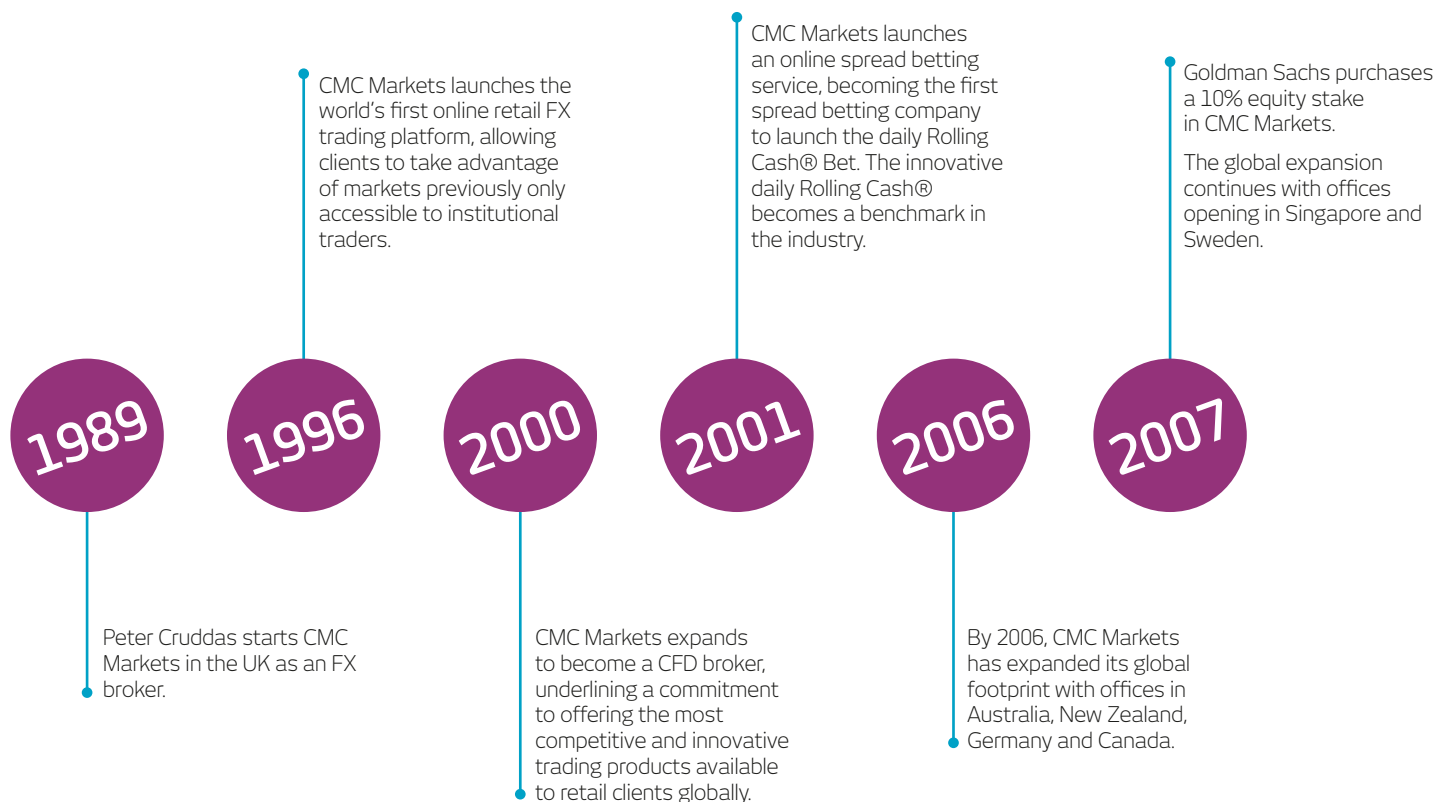 1989
Peter Cruddas starts CMC
Markets in the UK as an FX
broker.
1996
CMC Markets launches the
world’s first online retail FX
trading platform, allowing
clients to take advantage
of markets previously only
accessible to institutional
traders.
2000
CMC Markets expands
to become a CFD broker,
underlining a commitment
to offering the most
competitive and innovative
trading products available
to retail clients globally.
2001
CMC Markets launches
an online spread betting
service, becoming the first
spread betting company
to launch the daily Rolling
Cash® Bet. The innovative
daily Rolling Cash®
becomes a benchmark in
the industry.
2006
By 2006, CMC Markets
has expanded its global
footprint with offices in
Australia, New Zealand,
Germany and Canada.
2007
Goldman Sachs purchases
a 10% equity stake
in CMC Markets.
The global expansion
continues with offices
opening in Singapore and
Sweden.